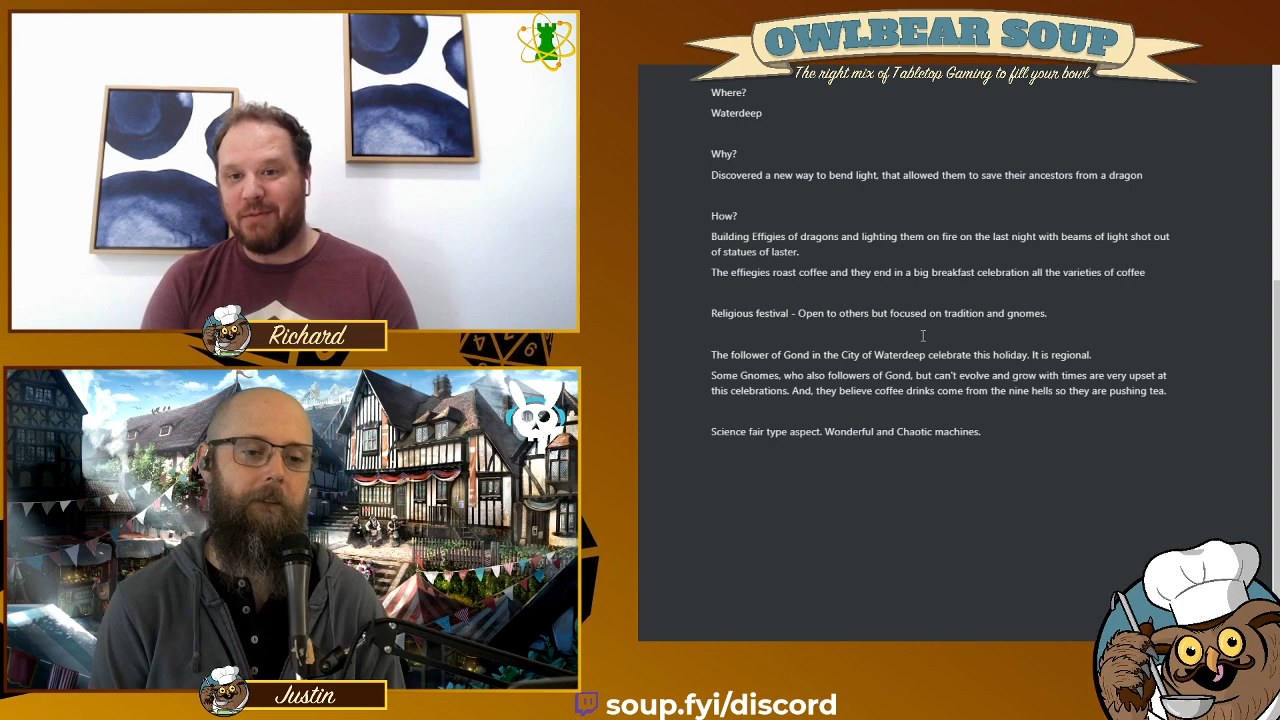 OWLBEAR SOUP
The right mix of Tabletop Gaming to fill your bowl
Where?
Waterdeep
Why?
Discovered a new way to bend light, that allowed them to save their ancestors from a dragon
How?
Building Effigies of dragons and lighting them on fire on the last night with beams of light shot out
of statues of laster.
The effiegies roast coffee and they end in a big breakfast celebration all the varieties of coffee
Religious festival - Open to others but focused on tradition and gnomes.
The follower of Gond in the City of Waterdeep celebrate this holiday. It is regional.
Some Gnomes, who also followers of Gond, but can't evolve and grow with times are very upset at
this celebrations. And, they believe coffee drinks come from the nine hells so they are pushing tea.
Science fair type aspect. Wonderful and Chaotic machines.
Richard
Justin
soup.fyi/discord